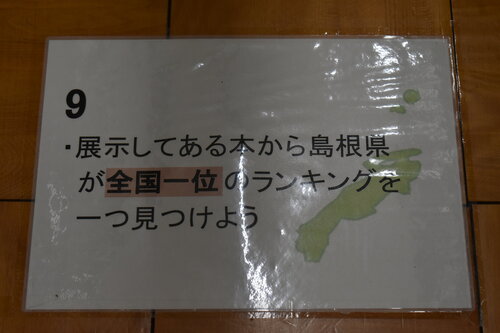 9
・展示してある本から島根県
が全国一位のランキングを
一つ見つけよう